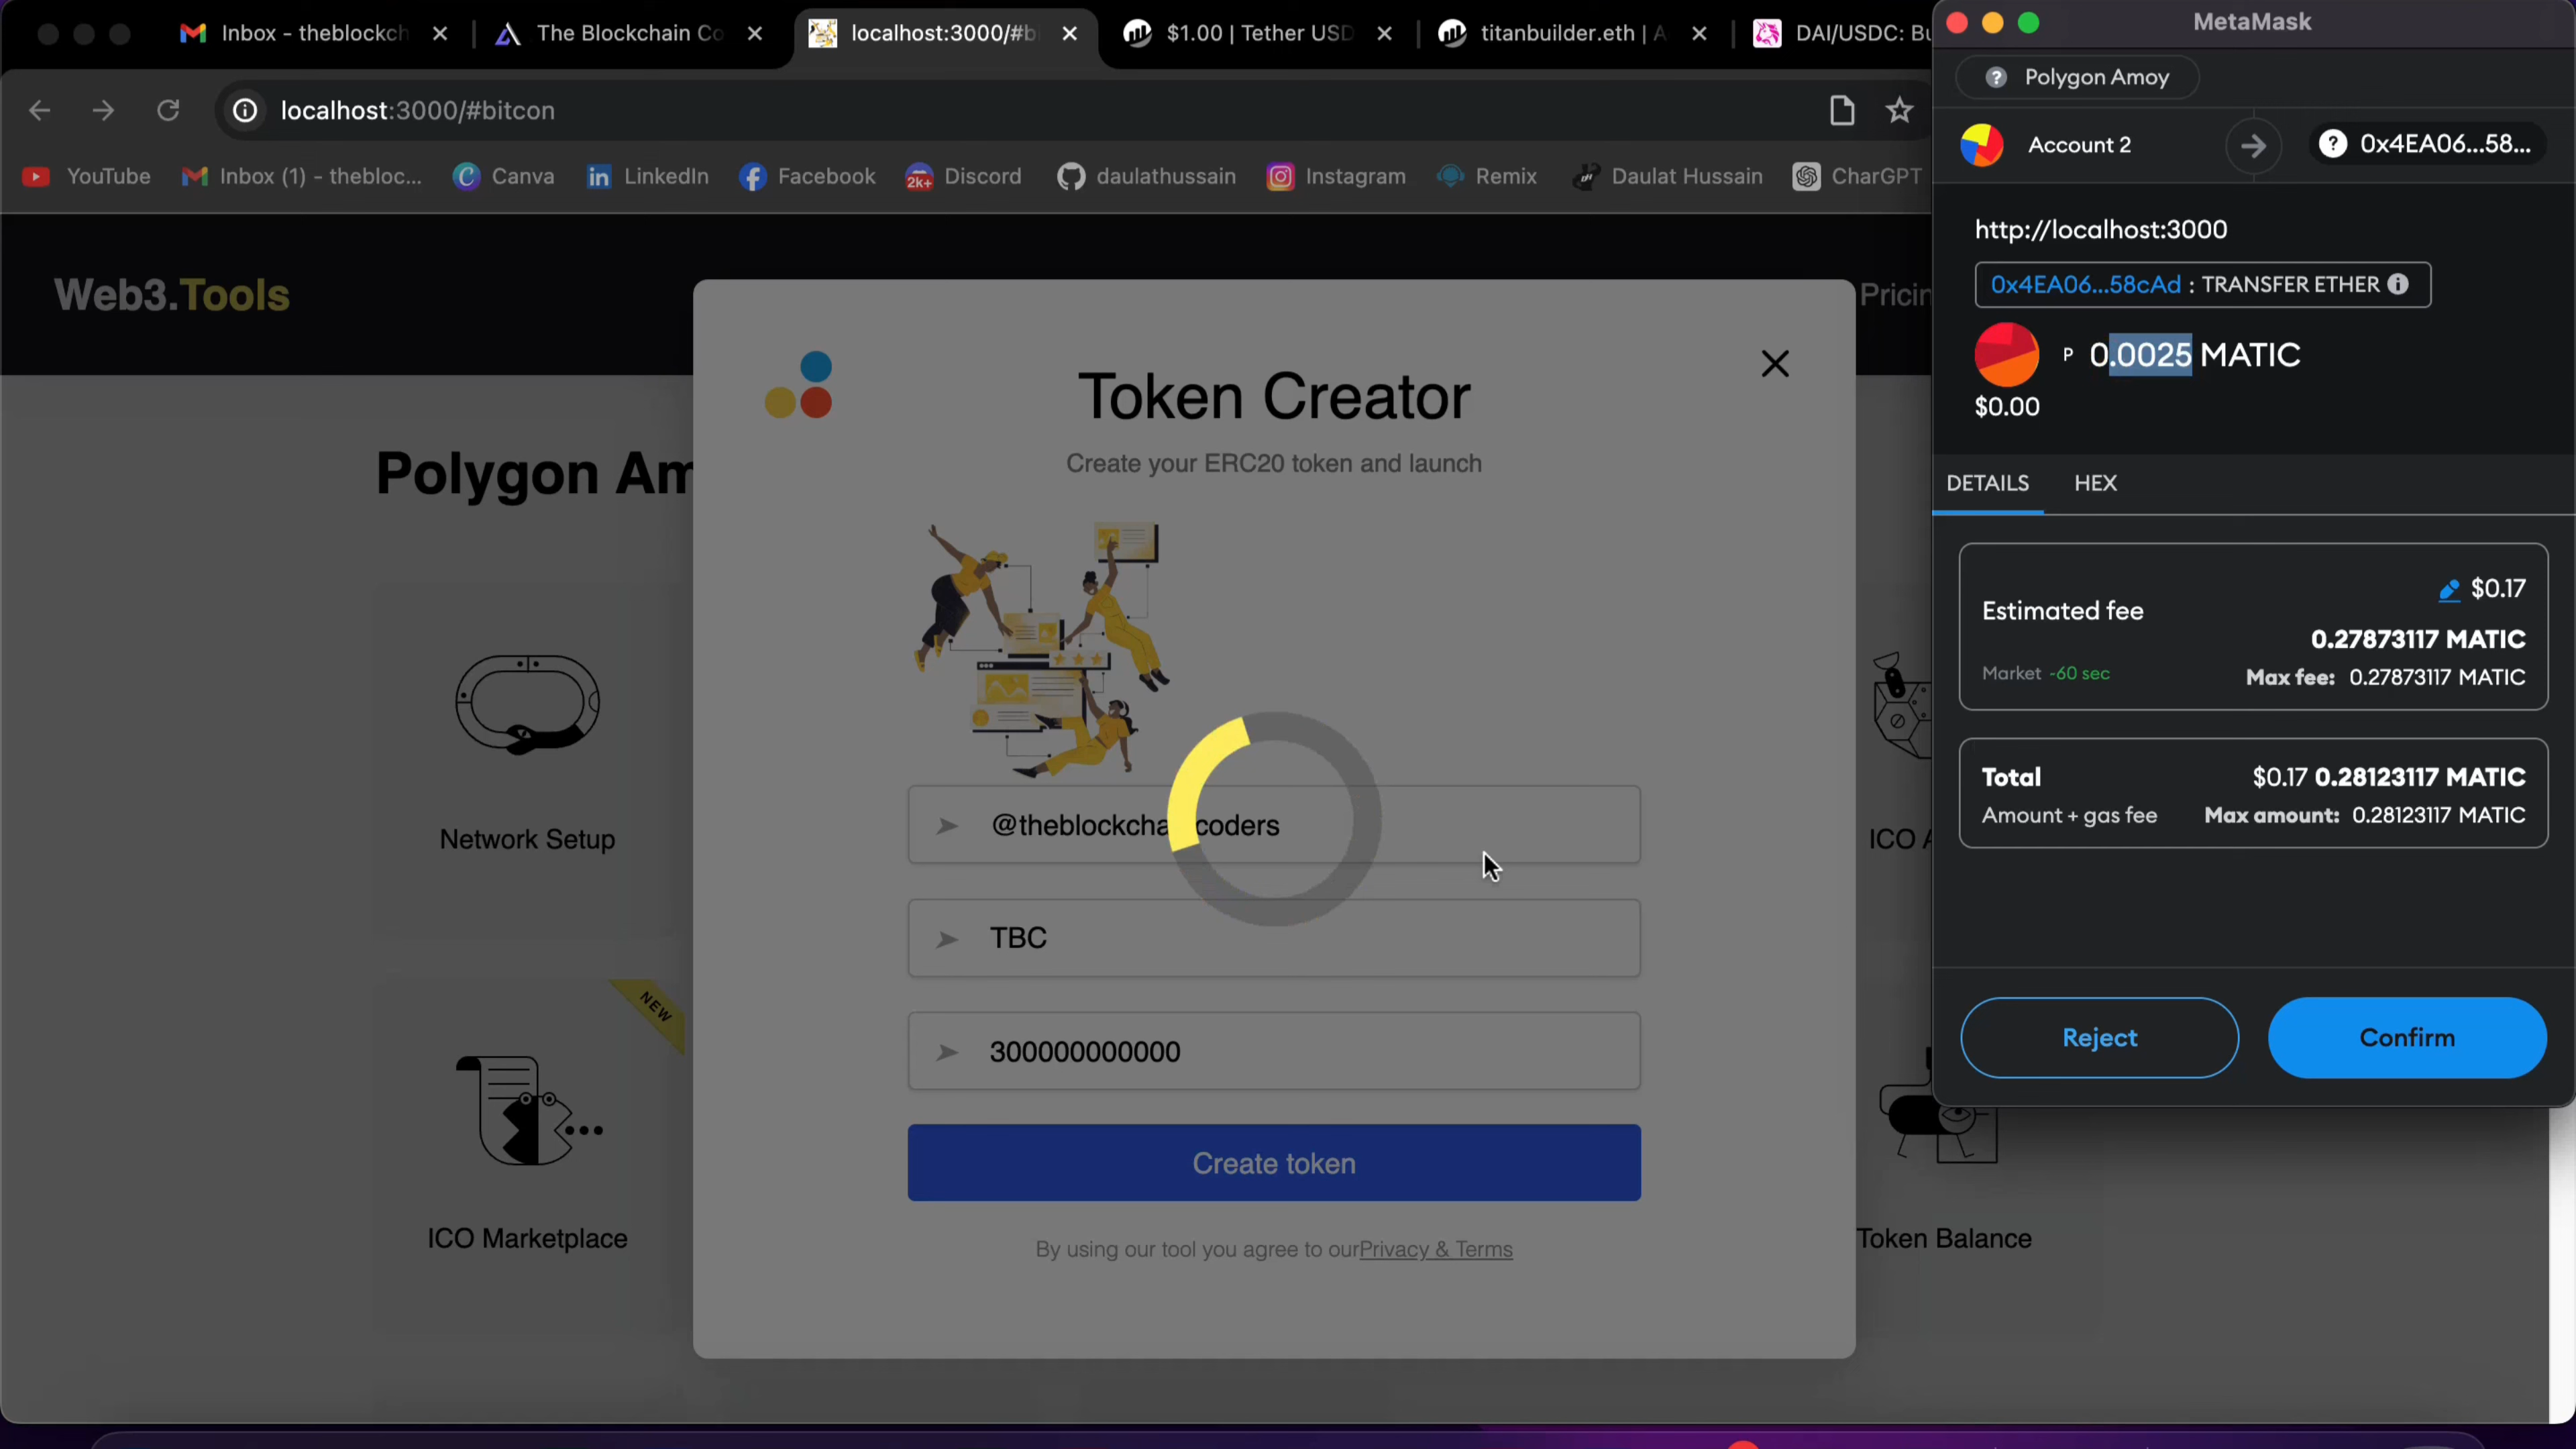 Inbox - theblockch
The Blockchain Co
localhost:3000/#b
$1.00 | Tether USD
titanbuilder.eth | A
DAI/USDC: Bu
localhost:3000/#bitcon
YouTube
Inbox (1) - thebloc...
Canva
LinkedIn
Facebook
2k+
Discord
daulathussain
Instagram
Remix
Daulat Hussain
CharGPT
Web3.Tools
Pricin
Polygon Am
Network Setup
NEW
ICO Marketplace
ICO A
Token Balance
Token Creator
Create your ERC20 token and launch
@theblockcha coders
TBC
300000000000
Create token
By using our tool you agree to ourPrivacy & Terms
MetaMask
Polygon Amoy
Account 2
0x4EA06...58...
http://localhost:3000
0x4EA06...58cAd : TRANSFER ETHER
P 0.0025 MATIC
$0.00
DETAILS HEX
$0.17
Estimated fee
0.27873117 MATIC
Market ~60 sec
Max fee: 0.27873117 MATIC
Total $0.17 0.28123117 MATIC
Amount + gas fee Max amount: 0.28123117 MATIC
Reject
Confirm